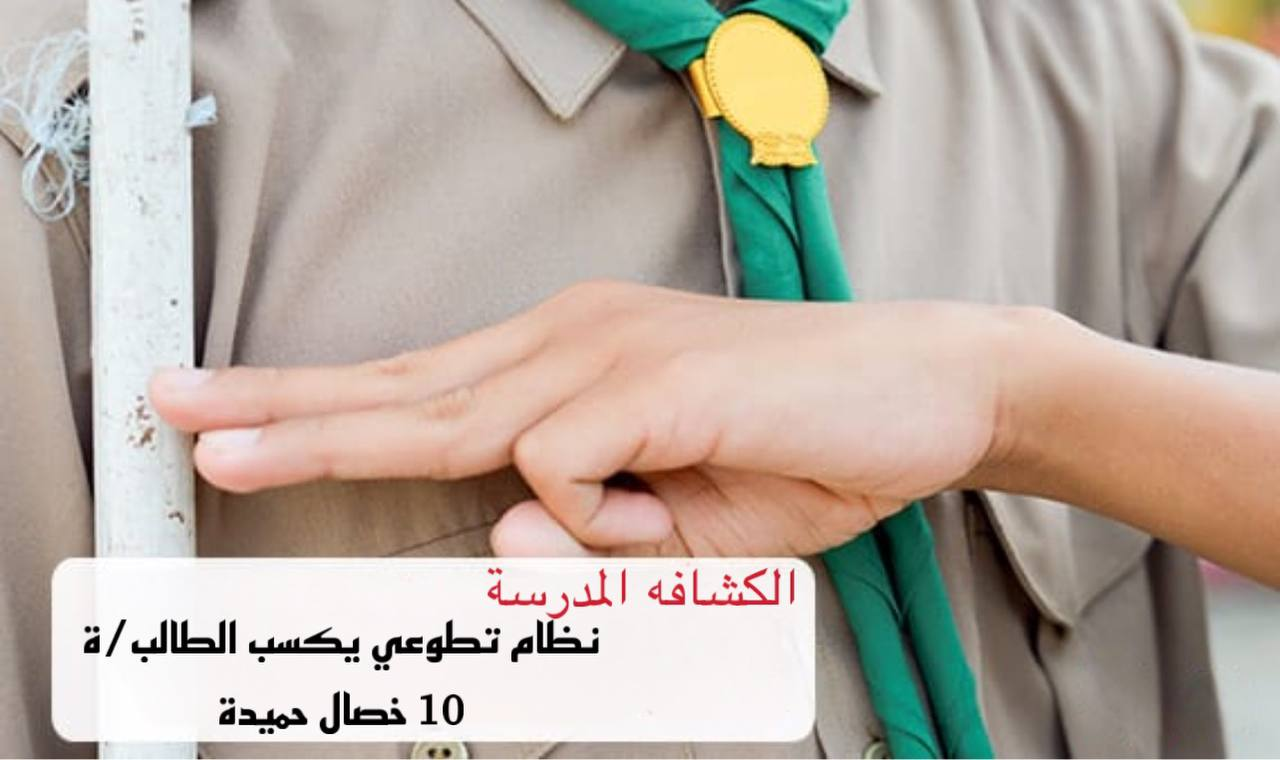 الكشافه المدرسة
نظام تطوعي يكسب الطالب/ة
10 خصال حميدة